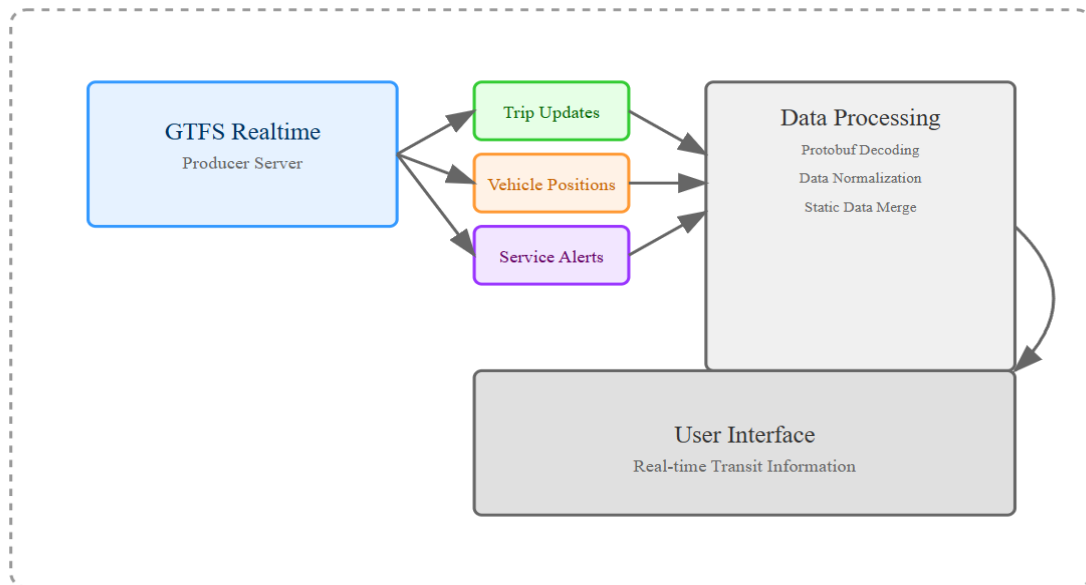 GTFS Realtime
Producer Server
Trip Updates
Vehicle Positions
Service Alerts
Data Processing
Protobuf Decoding
Data Normalization
Static Data Merge
User Interface
Real-time Transit Information